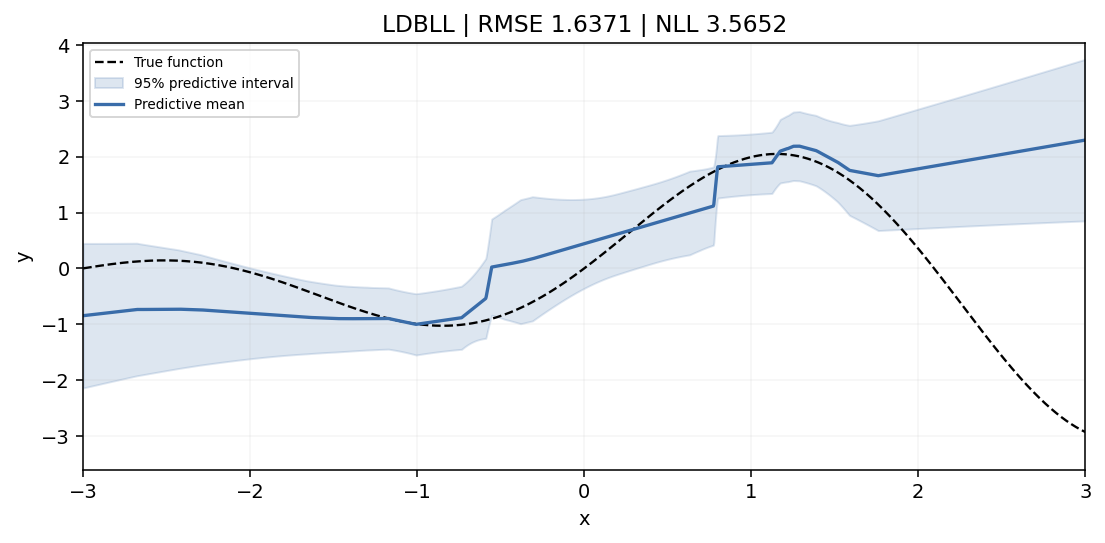 LDBLL | RMSE 1.6371 | NLL 3.5652
True function
95% predictive interval
Predictive mean
4
3
2
1
0
−1
−2
−3
y
−3
−2
−1
0
1
2
3
x